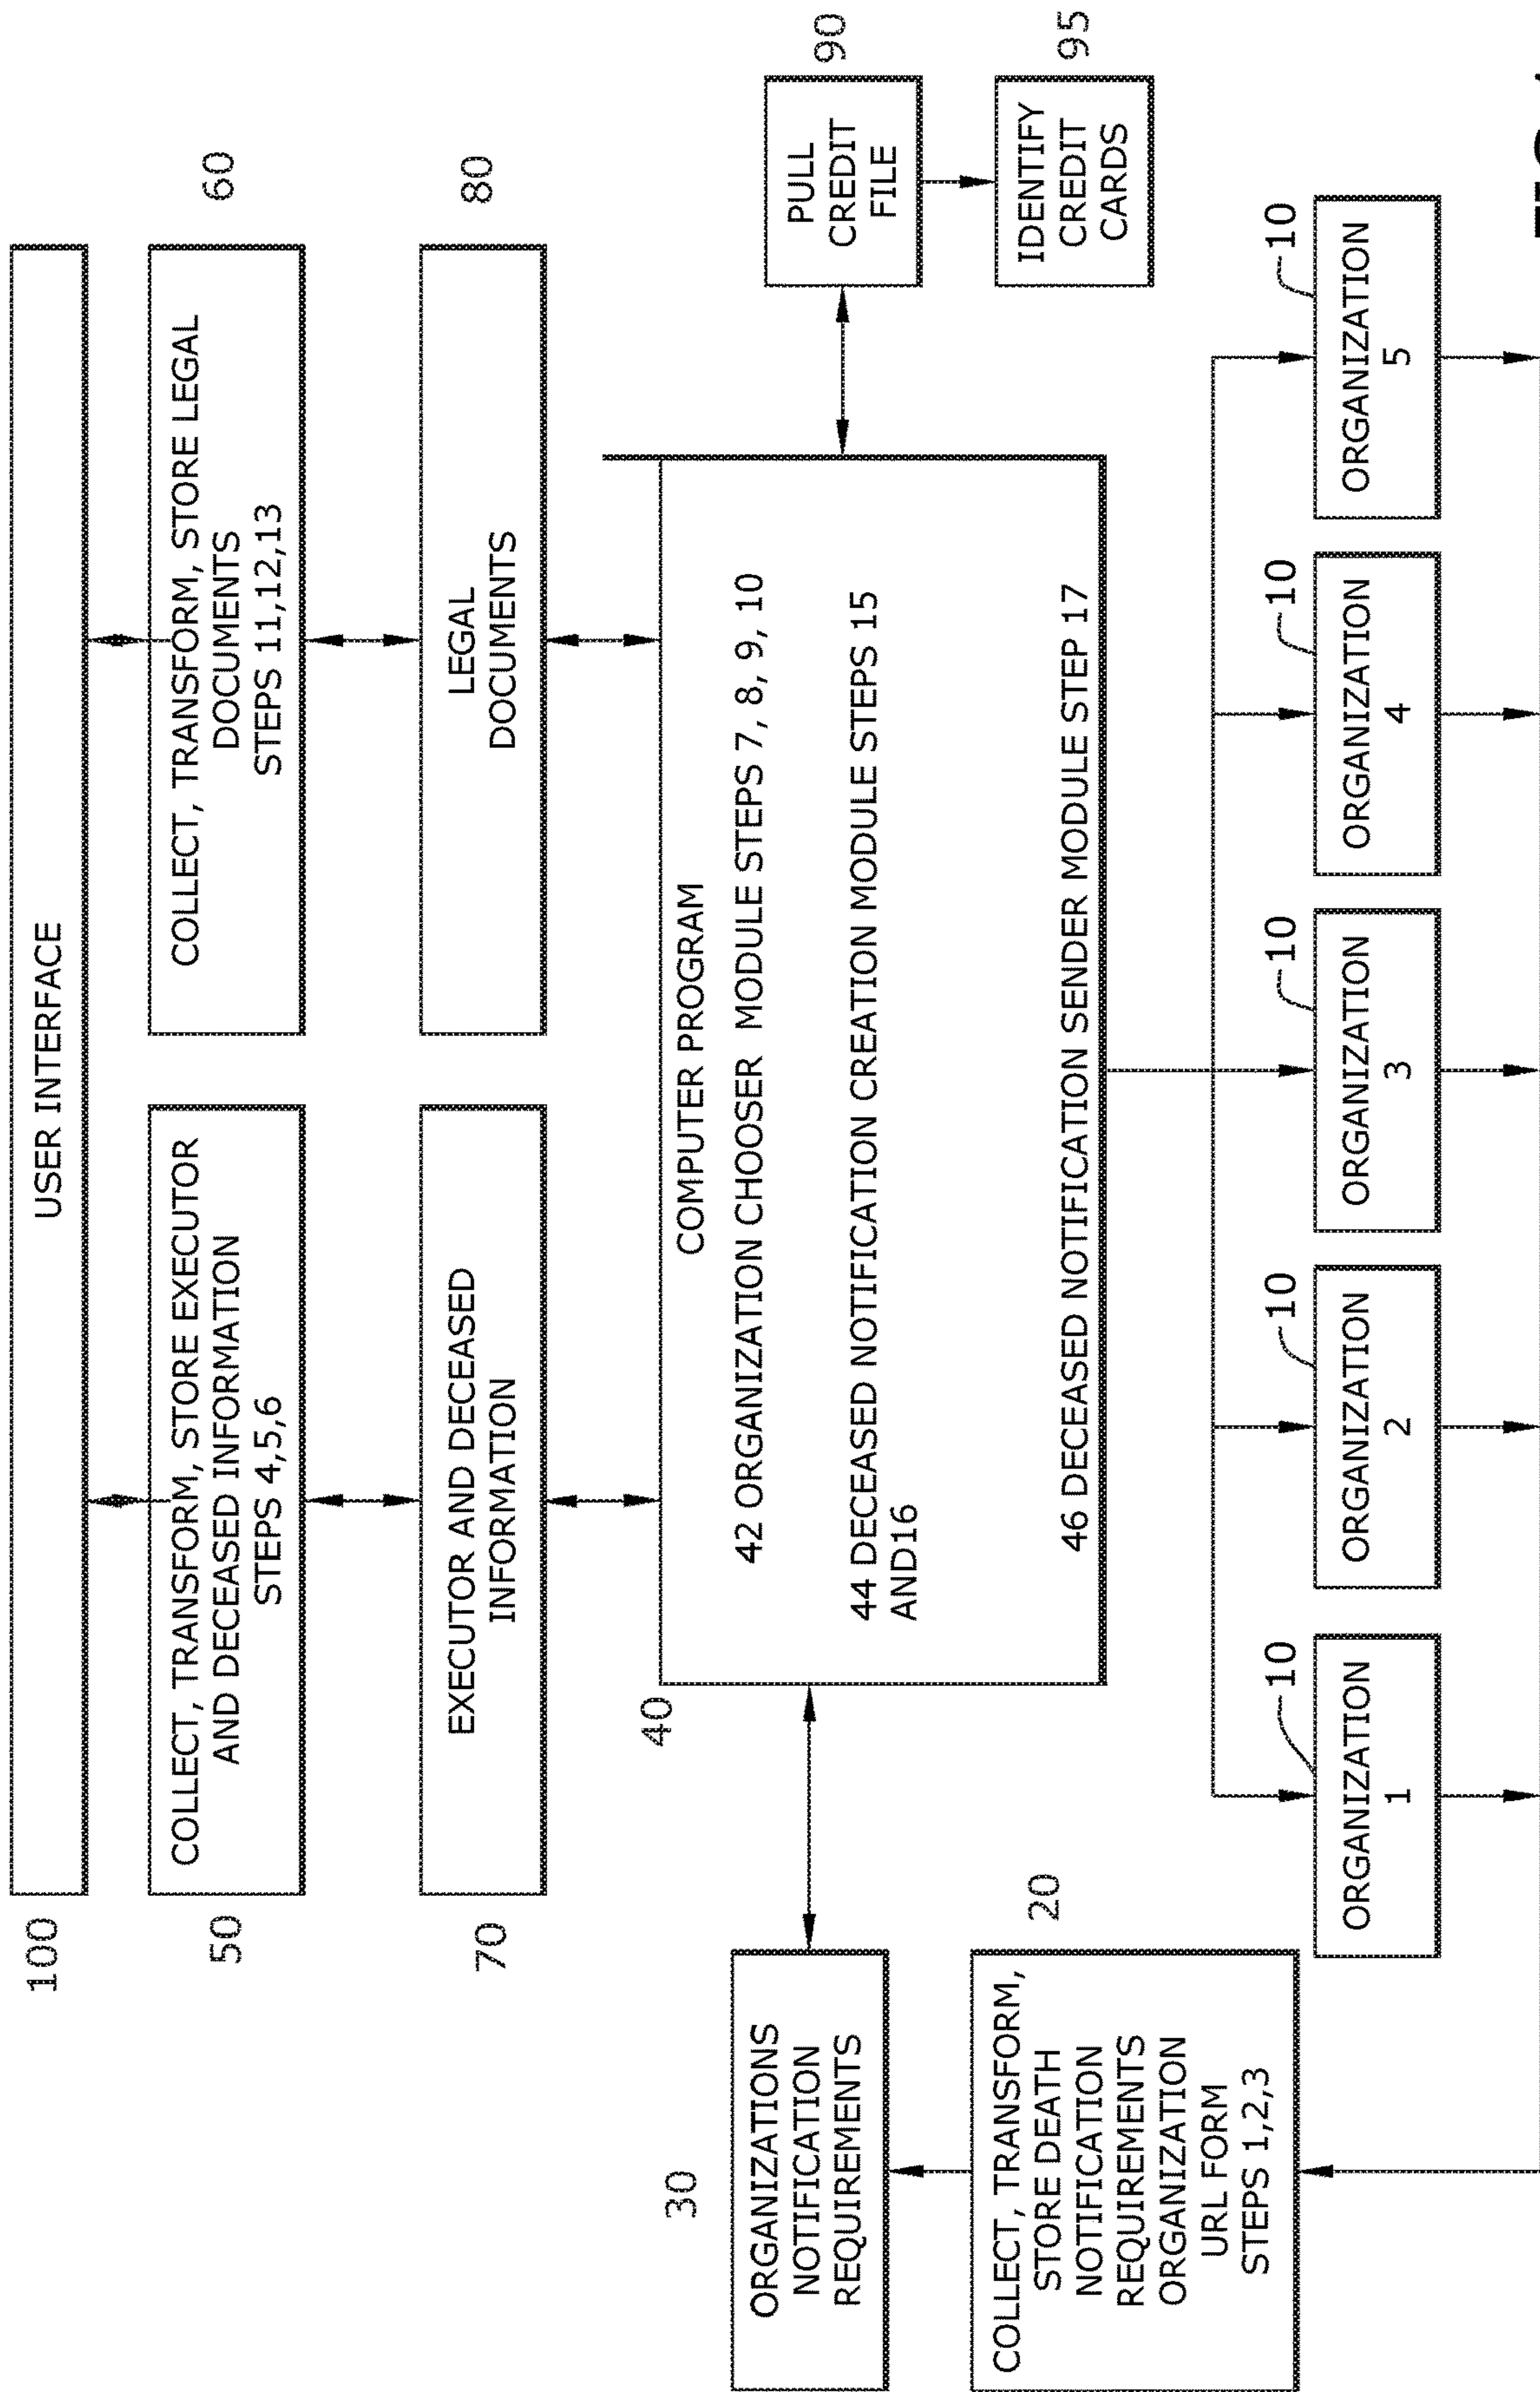 100
USER INTERFACE
50
COLLECT, TRANSFORM, STORE EXECUTOR
AND DECEASED INFORMATION
STEPS 4,5,6
COLLECT, TRANSFORM, STORE LEGAL
DOCUMENTS
STEPS 11,12,13
60
70
EXECUTOR AND DECEASED
INFORMATION
LEGAL
DOCUMENTS
80
30
ORGANIZATIONS
NOTIFICATION
REQUIREMENTS
40
COMPUTER PROGRAM
42 ORGANIZATION CHOOSER MODULE STEPS 7, 8, 9, 10
44 DECEASED NOTIFICATION CREATION MODULE STEPS 15
AND16
46 DECEASED NOTIFICATION SENDER MODULE STEP 17
PULL
CREDIT
FILE
90
IDENTIFY
CREDIT
CARDS
95
20
COLLECT, TRANSFORM,
STORE DEATH
NOTIFICATION
REQUIREMENTS
ORGANIZATION
URL FORM
STEPS 1,2,3
10
ORGANIZATION
1
10
ORGANIZATION
2
10
ORGANIZATION
3
10
ORGANIZATION
4
10
ORGANIZATION
5